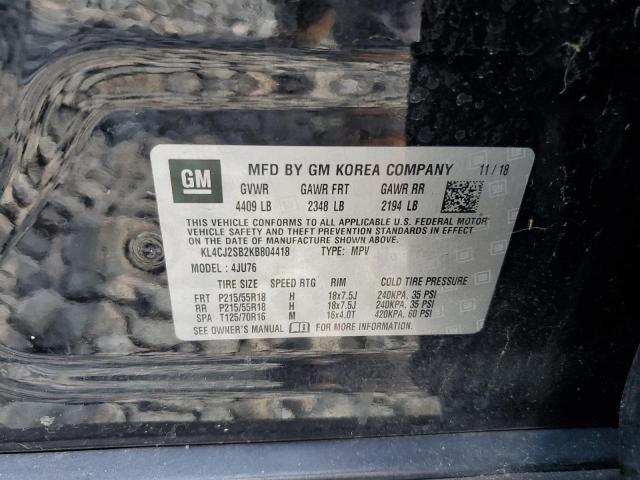 GM MFD BY GM KOREA COMPANY 11/18
GVWR GAWR FRT GAWR RR
4409 LB 2348 LB 2194 LB
THIS VEHICLE CONFORMS TO ALL APPLICABLE U.S. FEDERAL MOTOR
VEHICLE SAFETY AND THEFT PREVENTION STANDARDS IN EFFECT ON THE
DATE OF MANUFACTURE SHOWN ABOVE.
KL4CJ2SB2KB804418 TYPE: MPV
MODEL: 4JU76
TIRE SIZE SPEED RTG RIM COLD TIRE PRESSURE
FRT P215/55R18 H 18x7.5J 240KPA, 35 PSI
RR P215/55R18 H 18x7.5J 240KPA, 35 PSI
SPA T125/70R16 M 16x4.0T 420KPA, 60 PSI
SEE OWNER'S MANUAL FOR MORE INFORMATION.